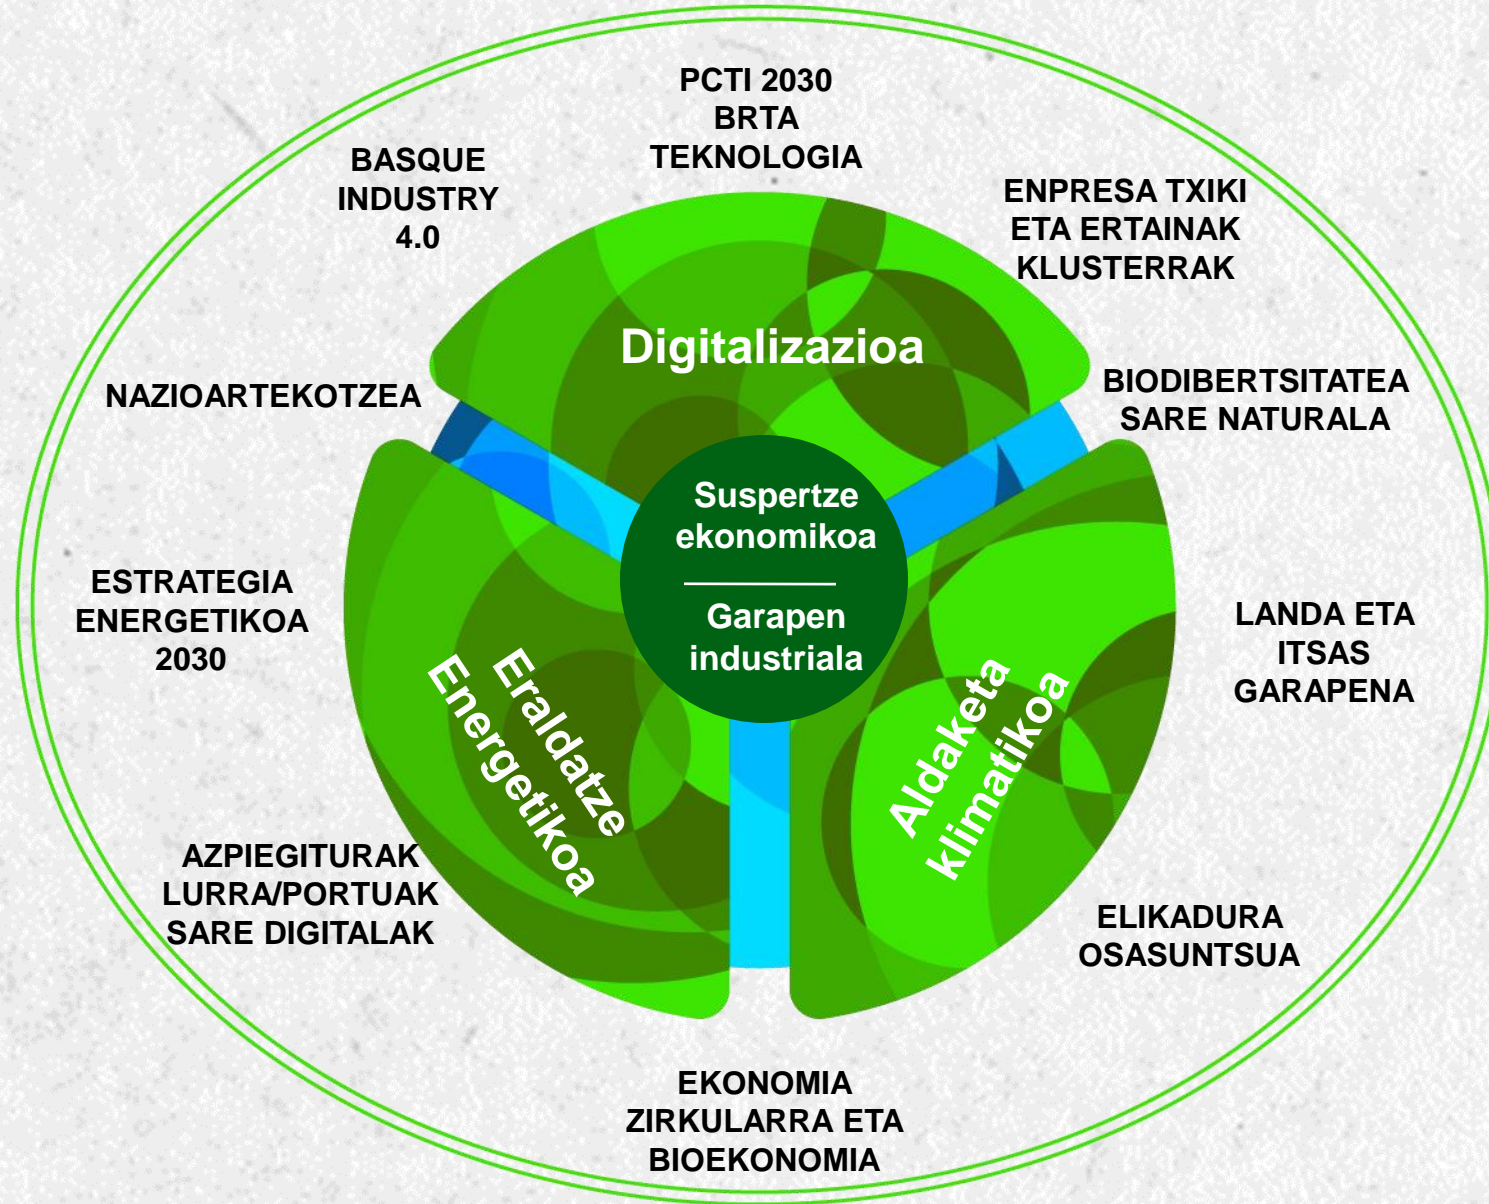 PCTI 2030
BRTA
TEKNOLOGIA
BASQUE
INDUSTRY
4.0
ENPRESA TXIKI
ETA ERTAINAK
KLUSTERRAK
Digitalizazioa
NAZIOARTEKOTZEA
BIODIBERTSITATEA
SARE NATURALA
Suspertze
ekonomikoa
Garapen
industriala
ESTRATEGIA
ENERGETIKOA
2030
LANDA ETA
ITSAS
GARAPENA
Eraldatze
Energetikoa
Aldaketa
klimatikoa
AZPIEGITURAK
LURRA/PORTUAK
SARE DIGITALAK
ELIKADURA
OSASUNTSUA
EKONOMIA
ZIRKULARRA ETA
BIOEKONOMIA